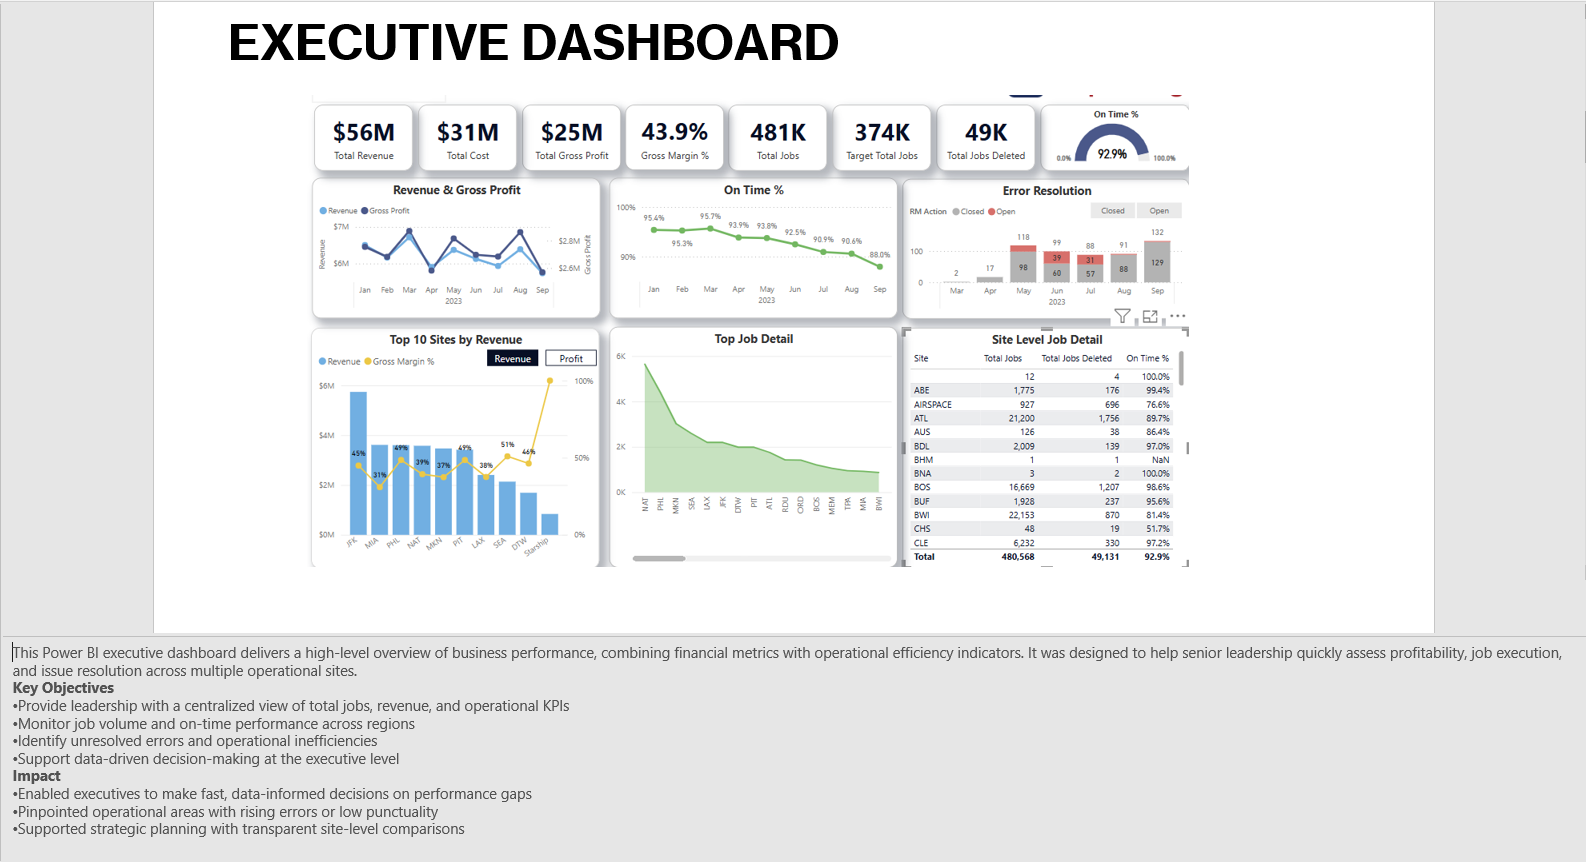 EXECUTIVE DASHBOARD
$56M
Total Revenue
$31M
Total Cost
$25M
Total Gross Profit
43.9%
Gross Margin %
481K
Total Jobs
374K
Target Total Jobs
49K
Total Jobs Deleted
On Time %
92.9%
0.0%
100.0%
Revenue & Gross Profit
Revenue Gross Profit
$7M
$6M
Revenue
$2.8M
$2.6M
Gross Profit
Jan Feb Mar Apr May Jun Jul Aug Sep
2023
On Time %
100%
90%
95.4% 95.3% 95.7% 93.9% 93.8% 92.5% 90.9% 90.6% 88.0%
Jan Feb Mar Apr May Jun Jul Aug Sep
2023
Error Resolution
RM Action Closed Open
Closed Open
100
0
2 17 118 99 88 91 132
39 31
98 60 57 88 129
Mar Apr May Jun Jul Aug Sep
2023
Top 10 Sites by Revenue
Revenue Gross Margin %
Revenue Profit
$6M
$4M
$2M
$0M
100%
50%
0%
45% 31% 49% 39% 37% 49% 38% 51% 46%
JFK MIA PHL NAT MKN PIT LAX SEA DTW Starship
Top Job Detail
6K
4K
2K
0K
NAT PHL MKN SEA LAX JFK DTW PIT ATL RDU ORD BOS MEM TPA MIA BWI
Site Level Job Detail
Site Total Jobs Total Jobs Deleted On Time %
12 4 100.0%
ABE 1,775 176 99.4%
AIRSPACE 927 696 76.6%
ATL 21,200 1,756 89.7%
AUS 126 38 86.4%
BDL 2,009 139 97.0%
BHM 1 1 NaN
BNA 3 2 100.0%
BOS 16,669 1,207 98.6%
BUF 1,928 237 95.6%
BWI 22,153 870 81.4%
CHS 48 19 51.7%
CLE 6,232 330 97.2%
Total 480,568 49,131 92.9%
This Power BI executive dashboard delivers a high-level overview of business performance, combining financial metrics with operational efficiency indicators. It was designed to help senior leadership quickly assess profitability, job execution,
and issue resolution across multiple operational sites.
Key Objectives
•Provide leadership with a centralized view of total jobs, revenue, and operational KPIs
•Monitor job volume and on-time performance across regions
•Identify unresolved errors and operational inefficiencies
•Support data-driven decision-making at the executive level
Impact
•Enabled executives to make fast, data-informed decisions on performance gaps
•Pinpointed operational areas with rising errors or low punctuality
•Supported strategic planning with transparent site-level comparisons